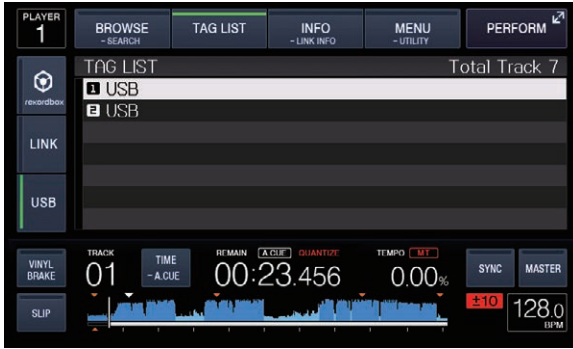 PLAYER
1
BROWSE
- SEARCH
TAG LIST
INFO
- LINK INFO
MENU
- UTILITY
PERFORM
rekordbox
LINK
USB
TAG LIST Total Track 7
1 USB
2 USB
VINYL
BRAKE
SLIP
TRACK
01
TIME
- A.CUE
REMAIN A.CUE QUANTIZE
00:23.456
TEMPO MT
0.00%
SYNC
MASTER
±10
128.0
BPM